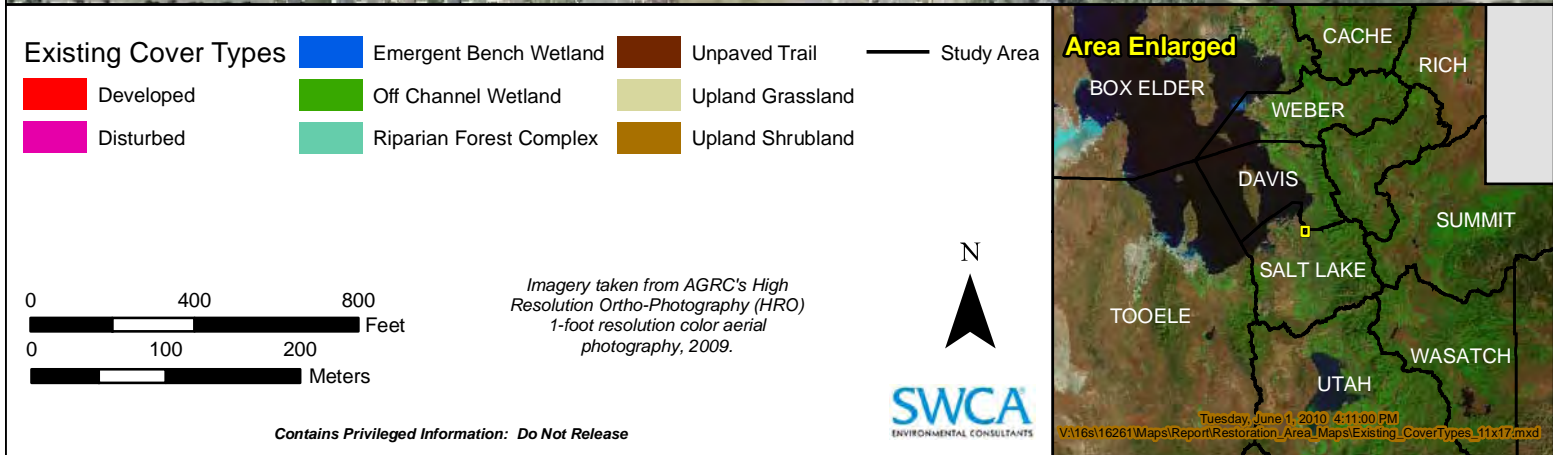 Existing Cover Types
Developed
Disturbed
Emergent Bench Wetland
Off Channel Wetland
Riparian Forest Complex
Unpaved Trail
Upland Grassland
Upland Shrubland
Study Area
0 400 800
Feet
0 100 200
Meters
Imagery taken from AGRC's High
Resolution Ortho-Photography (HRO)
1-foot resolution color aerial
photography, 2009.
N
SWCA
ENVIRONMENTAL CONSULTANTS
Contains Privileged Information: Do Not Release
Area Enlarged
CACHE
RICH
BOX ELDER
WEBER
DAVIS
SUMMIT
SALT LAKE
TOOELE
WASATCH
UTAH
Tuesday, June 1, 2010 4:11:00 PM
V:\16s\16261\Maps\Report\Restoration_Area_Maps\Existing_CoverTypes_11x17.mxd